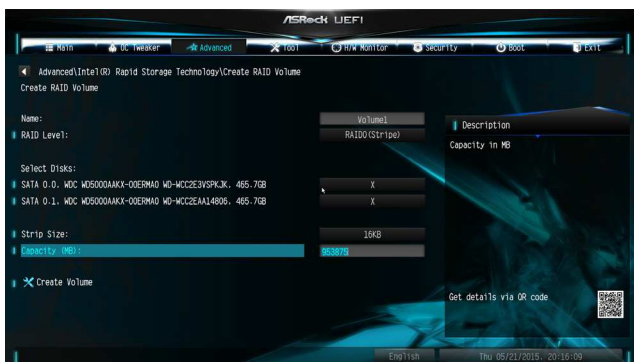 ASRock UEFI
Main OC Tweaker Advanced Tool H/W Monitor Security Boot Exit
Advanced\Intel(R) Rapid Storage Technology\Create RAID Volume
Create RAID Volume
Name: Volume1
RAID Level: RAID0(Stripe)
Select Disks:
SATA 0.0. WDC WD5000AAKX-00ERMA0 WD-WCC2E3VSPKJK. 465.7GB X
SATA 0.1. WDC WD5000AAKX-00ERMA0 WD-WCC2EAA14806. 465.7GB X
Strip Size: 16KB
Capacity (MB): 953875
Create Volume
Description
Capacity in MB
Get details via QR code
English Thu 05/21/2015. 20:16:09